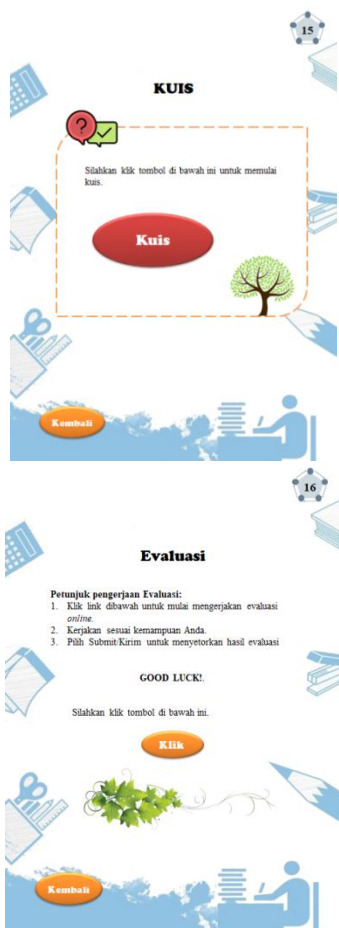 15
KUIS
Silahkan klik tombol di bawah ini untuk memulai
kuis.
Kuis
Kembali
16
Evaluasi
Petunjuk pengerjaan Evaluasi:
1. Klik link dibawah untuk mulai mengerjakan evaluasi
online.
2. Kerjakan sesuai kemampuan Anda.
3. Pilih Submit/Kirim untuk menyetorkan hasil evaluasi
GOOD LUCK!.
Silahkan klik tombol di bawah ini.
Klik
Kembali